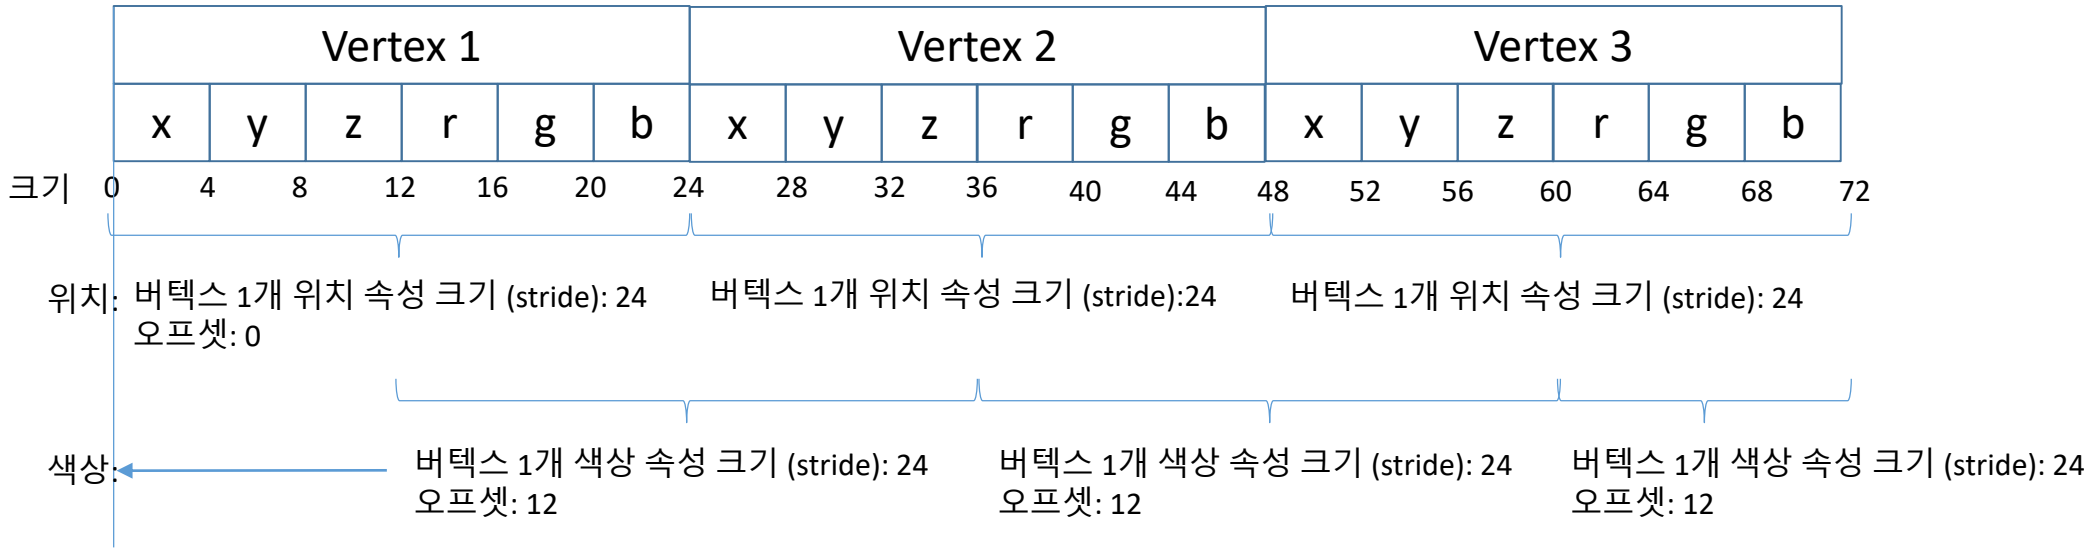 Vertex 1 Vertex 2 Vertex 3
x y z r g b x y z r g b x y z r g b
크기 0 4 8 12 16 20 24 28 32 36 40 44 48 52 56 60 64 68 72
위치: 버텍스 1개 위치 속성 크기 (stride): 24 버텍스 1개 위치 속성 크기 (stride):24 버텍스 1개 위치 속성 크기 (stride): 24
오프셋: 0
색상: 버텍스 1개 색상 속성 크기 (stride): 24 버텍스 1개 색상 속성 크기 (stride): 24 버텍스 1개 색상 속성 크기 (stride): 24
오프셋: 12 오프셋: 12 오프셋: 12